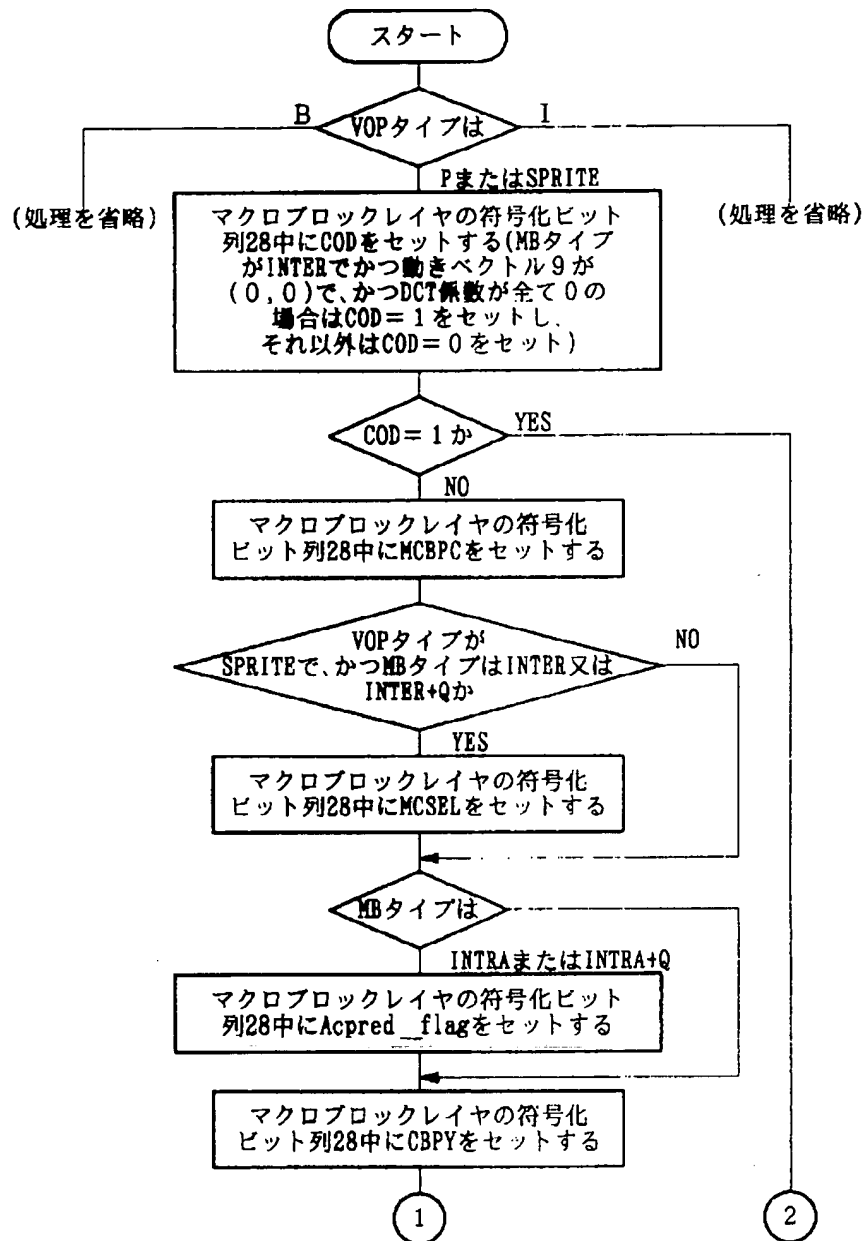 スタート
B
VOPタイプは
I
PまたはSPRITE
(処理を省略)
(処理を省略)
マクロブロックレイヤの符号化ビット
列28中にCODをセットする(MBタイプ
がINTERでかつ動きベクトル9が
(0,0)で、かつDCT係数が全て0の
場合はCOD=1をセットし、
それ以外はCOD=0をセット)
COD=1か
YES
NO
マクロブロックレイヤの符号化
ビット列28中にMCBPCをセットする
VOPタイプが
SPRITEで、かつMBタイプはINTER又は
INTER+Qか
NO
YES
マクロブロックレイヤの符号化
ビット列28中にMCSELをセットする
MBタイプは
INTRAまたはINTRA+Q
マクロブロックレイヤの符号化ビット
列28中にAcpred_flagをセットする
マクロブロックレイヤの符号化
ビット列28中にCBPYをセットする
1
2